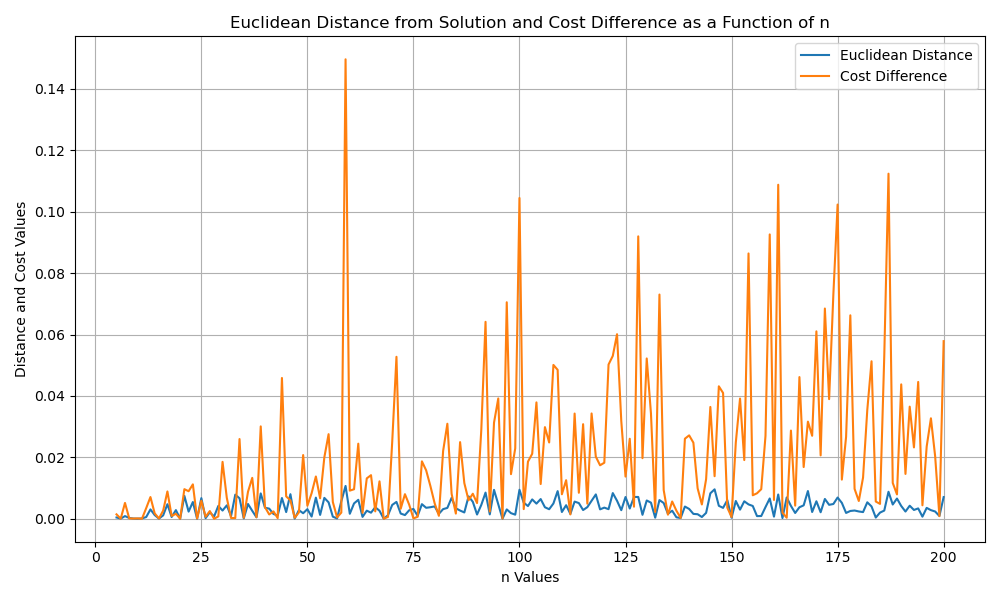 Euclidean Distance from Solution and Cost Difference as a Function of n
Euclidean Distance
Cost Difference
Distance and Cost Values
0.14
0.12
0.10
0.08
0.06
0.04
0.02
0.00
0 25 50 75 100 125 150 175 200
n Values